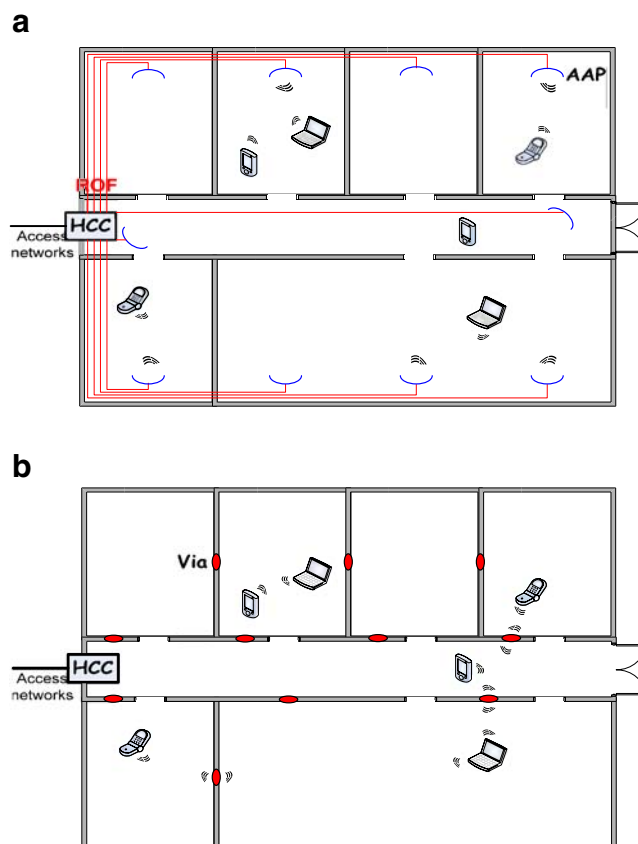 a
AAP
ROF
HCC
Access
networks
b
Via
HCC
Access
networks